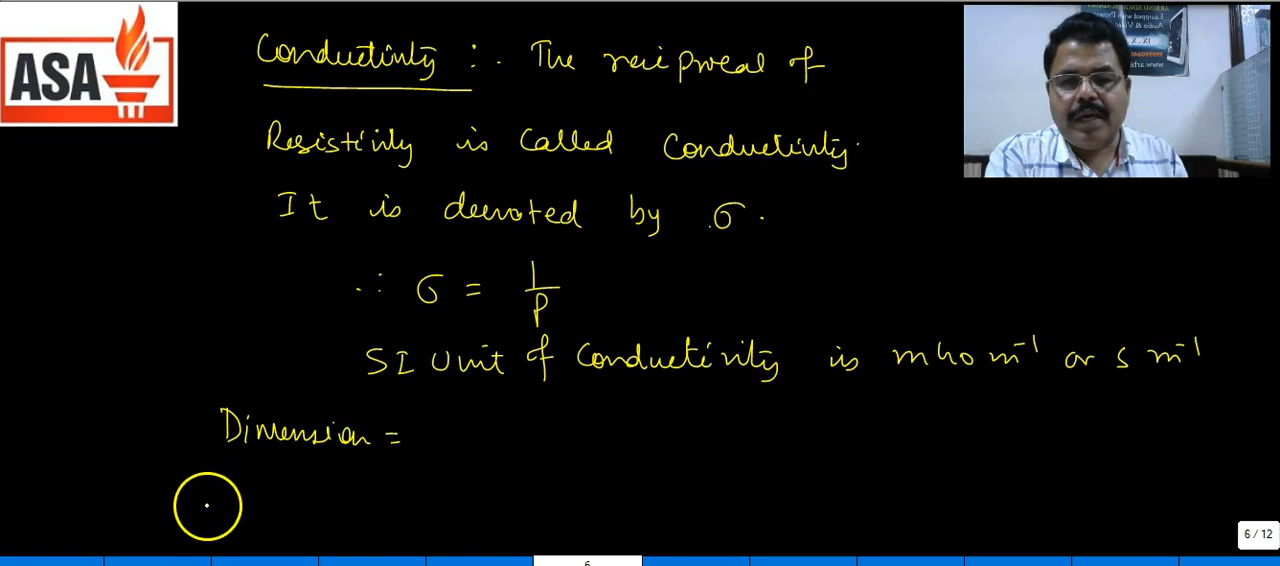 ASA
Conductivity :- The reciprocal of
Resistivity is called conductivity.
It is denoted by σ.
∴ σ = 1/ρ
SI Unit of conductivity is mho m⁻¹ or S m⁻¹
Dimension =
6 / 12
6